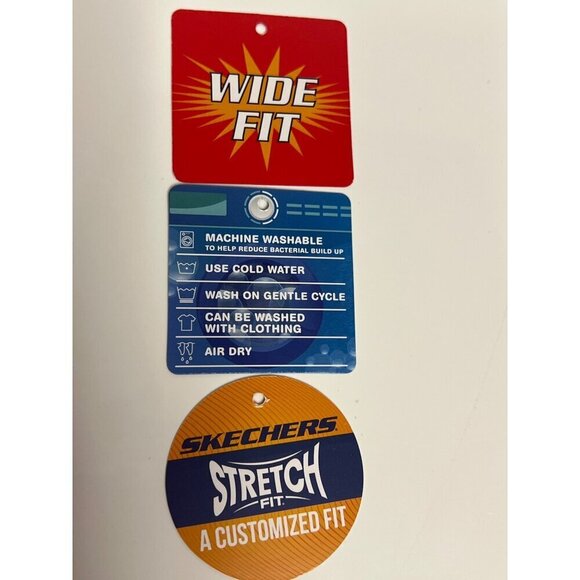 WIDE
FIT
MACHINE WASHABLE
TO HELP REDUCE BACTERIAL BUILD UP
USE COLD WATER
WASH ON GENTLE CYCLE
CAN BE WASHED
WITH CLOTHING
AIR DRY
SKECHERS
STRETCH
FIT
A CUSTOMIZED FIT